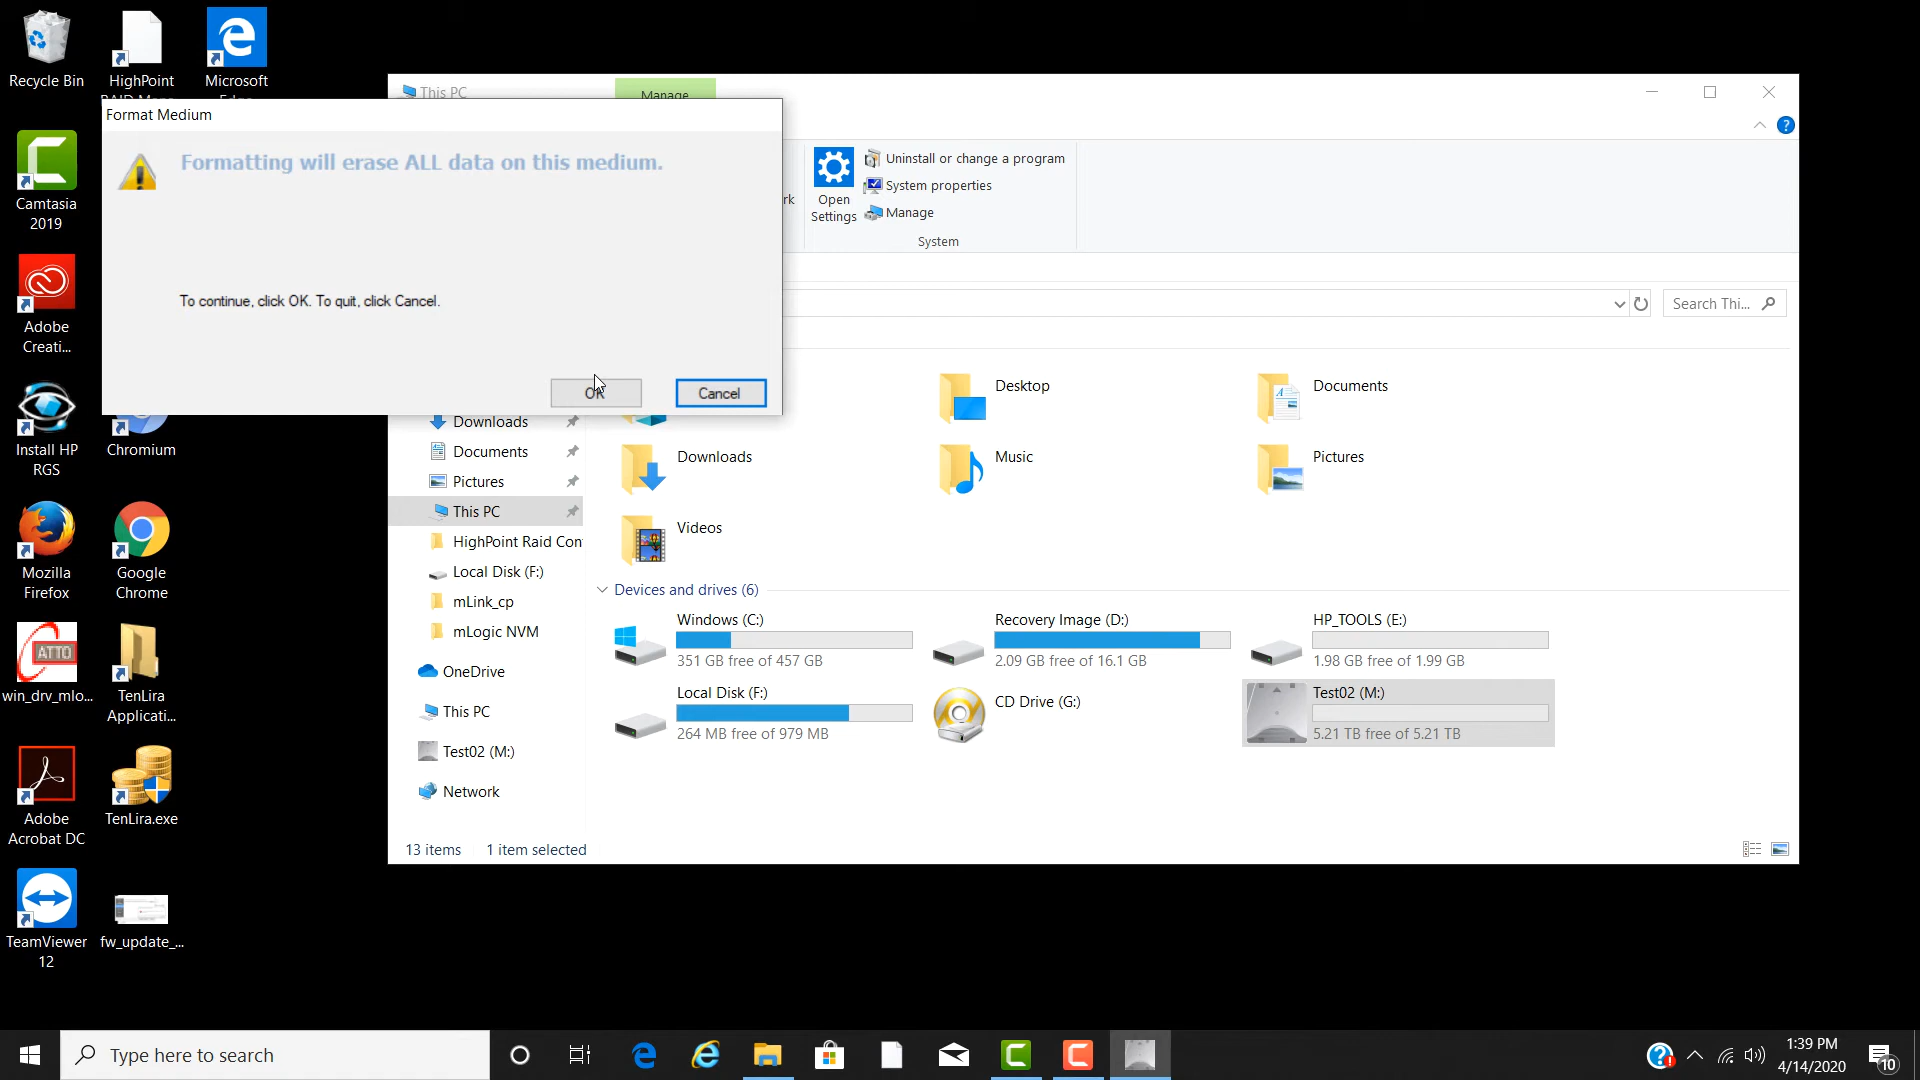 Recycle Bin
HighPoint
Microsoft
Camtasia
2019
Adobe
Creati...
Install HP
RGS
Chromium
Mozilla
Firefox
Google
Chrome
ATTO
win_drv_mlo...
TenLira
Applicati...
Adobe
Acrobat DC
TenLira.exe
TeamViewer
12
fw_update_...
Format Medium
Formatting will erase ALL data on this medium.
To continue, click OK. To quit, click Cancel.
OK
Cancel
This PC
Manage
rk
Open
Settings
Uninstall or change a program
System properties
Manage
System
Search Thi...
Downloads
Documents
Pictures
This PC
HighPoint Raid Con
Local Disk (F:)
mLink_cp
mLogic NVM
OneDrive
This PC
Test02 (M:)
Network
Desktop
Documents
Downloads
Music
Pictures
Videos
Devices and drives (6)
Windows (C:)
351 GB free of 457 GB
Recovery Image (D:)
2.09 GB free of 16.1 GB
HP_TOOLS (E:)
1.98 GB free of 1.99 GB
Local Disk (F:)
264 MB free of 979 MB
CD Drive (G:)
Test02 (M:)
5.21 TB free of 5.21 TB
13 items
1 item selected
Type here to search
1:39 PM
4/14/2020
10